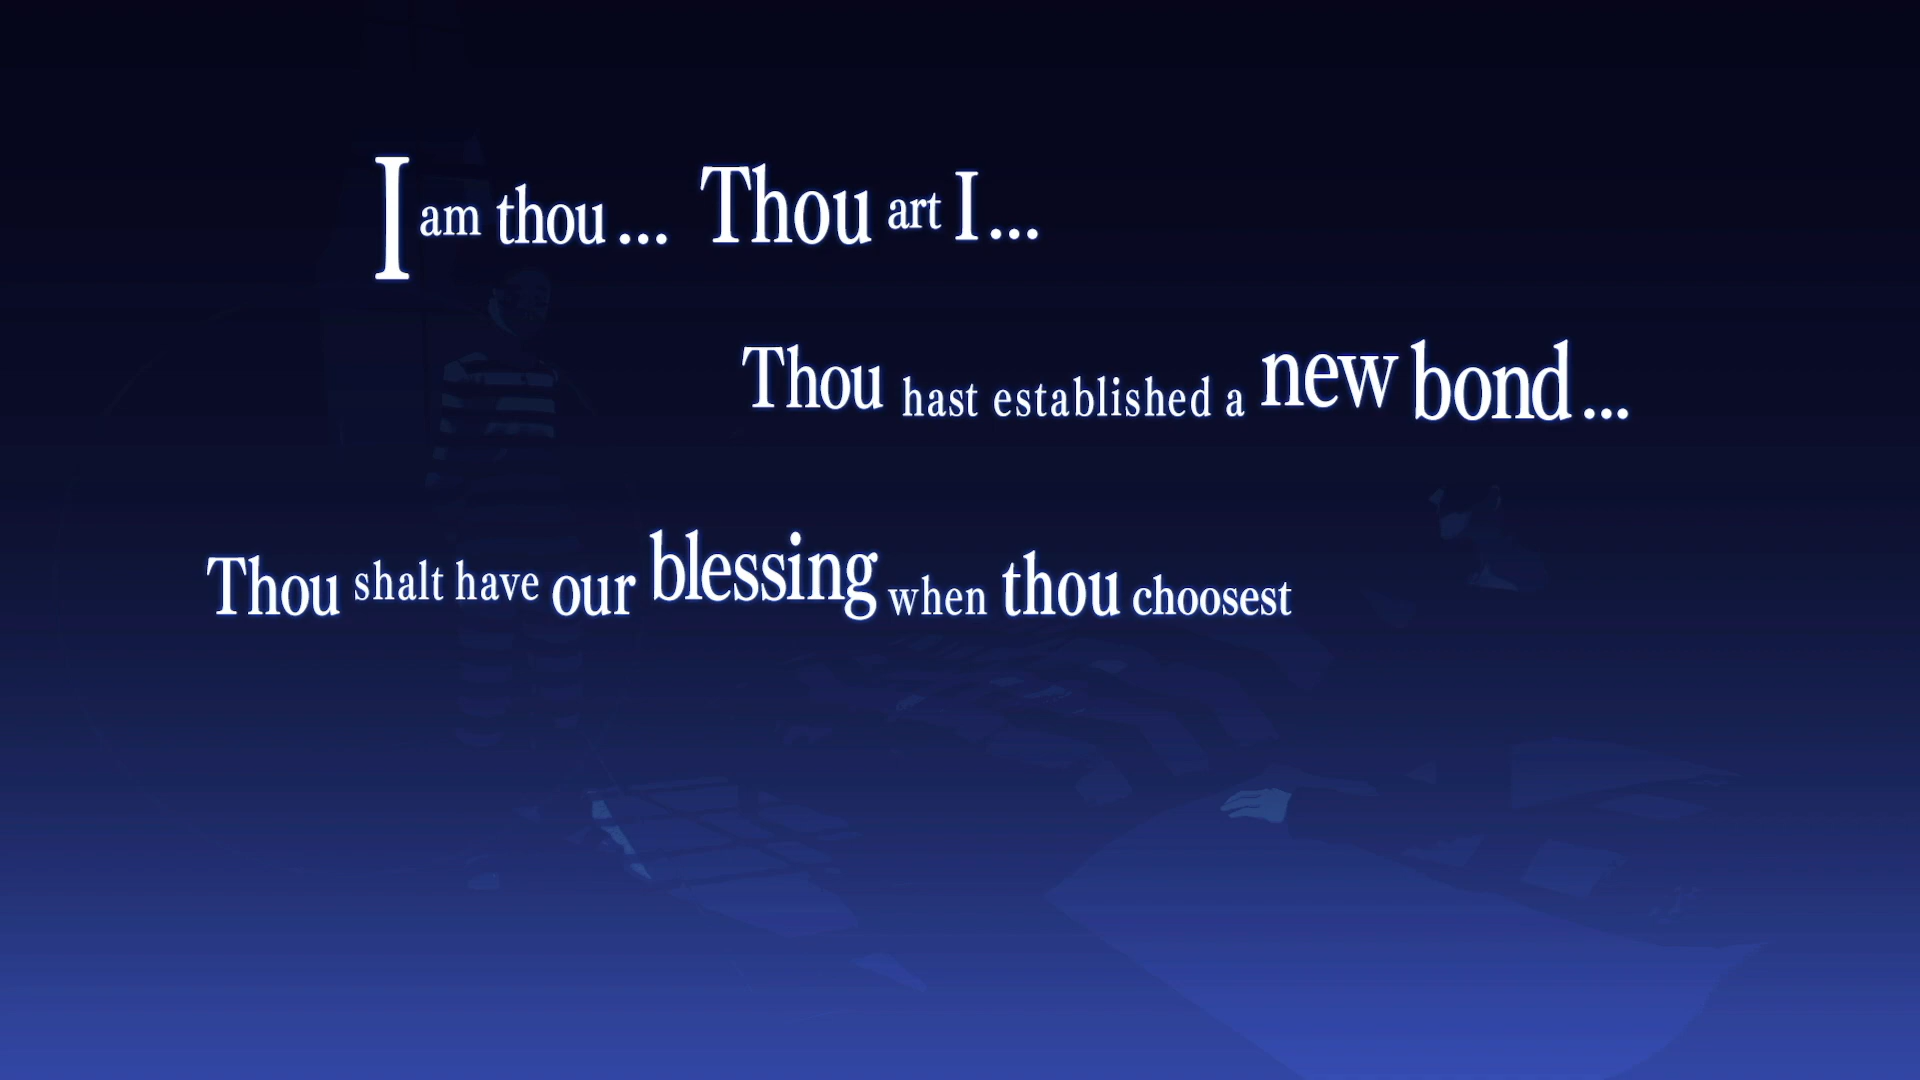 I am thou... Thou art I...
Thou hast established a new bond...
Thou shalt have our blessing when thou choosest